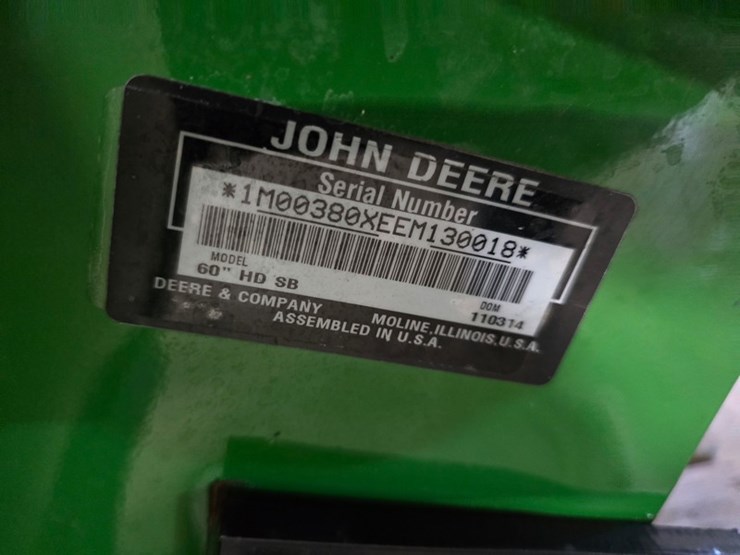 JOHN DEERE
Serial Number
*1M00380XEEM130018*
MODEL
60" HD SB
DOM
110314
DEERE & COMPANY MOLINE, ILLINOIS, U.S.A.
ASSEMBLED IN U.S.A.